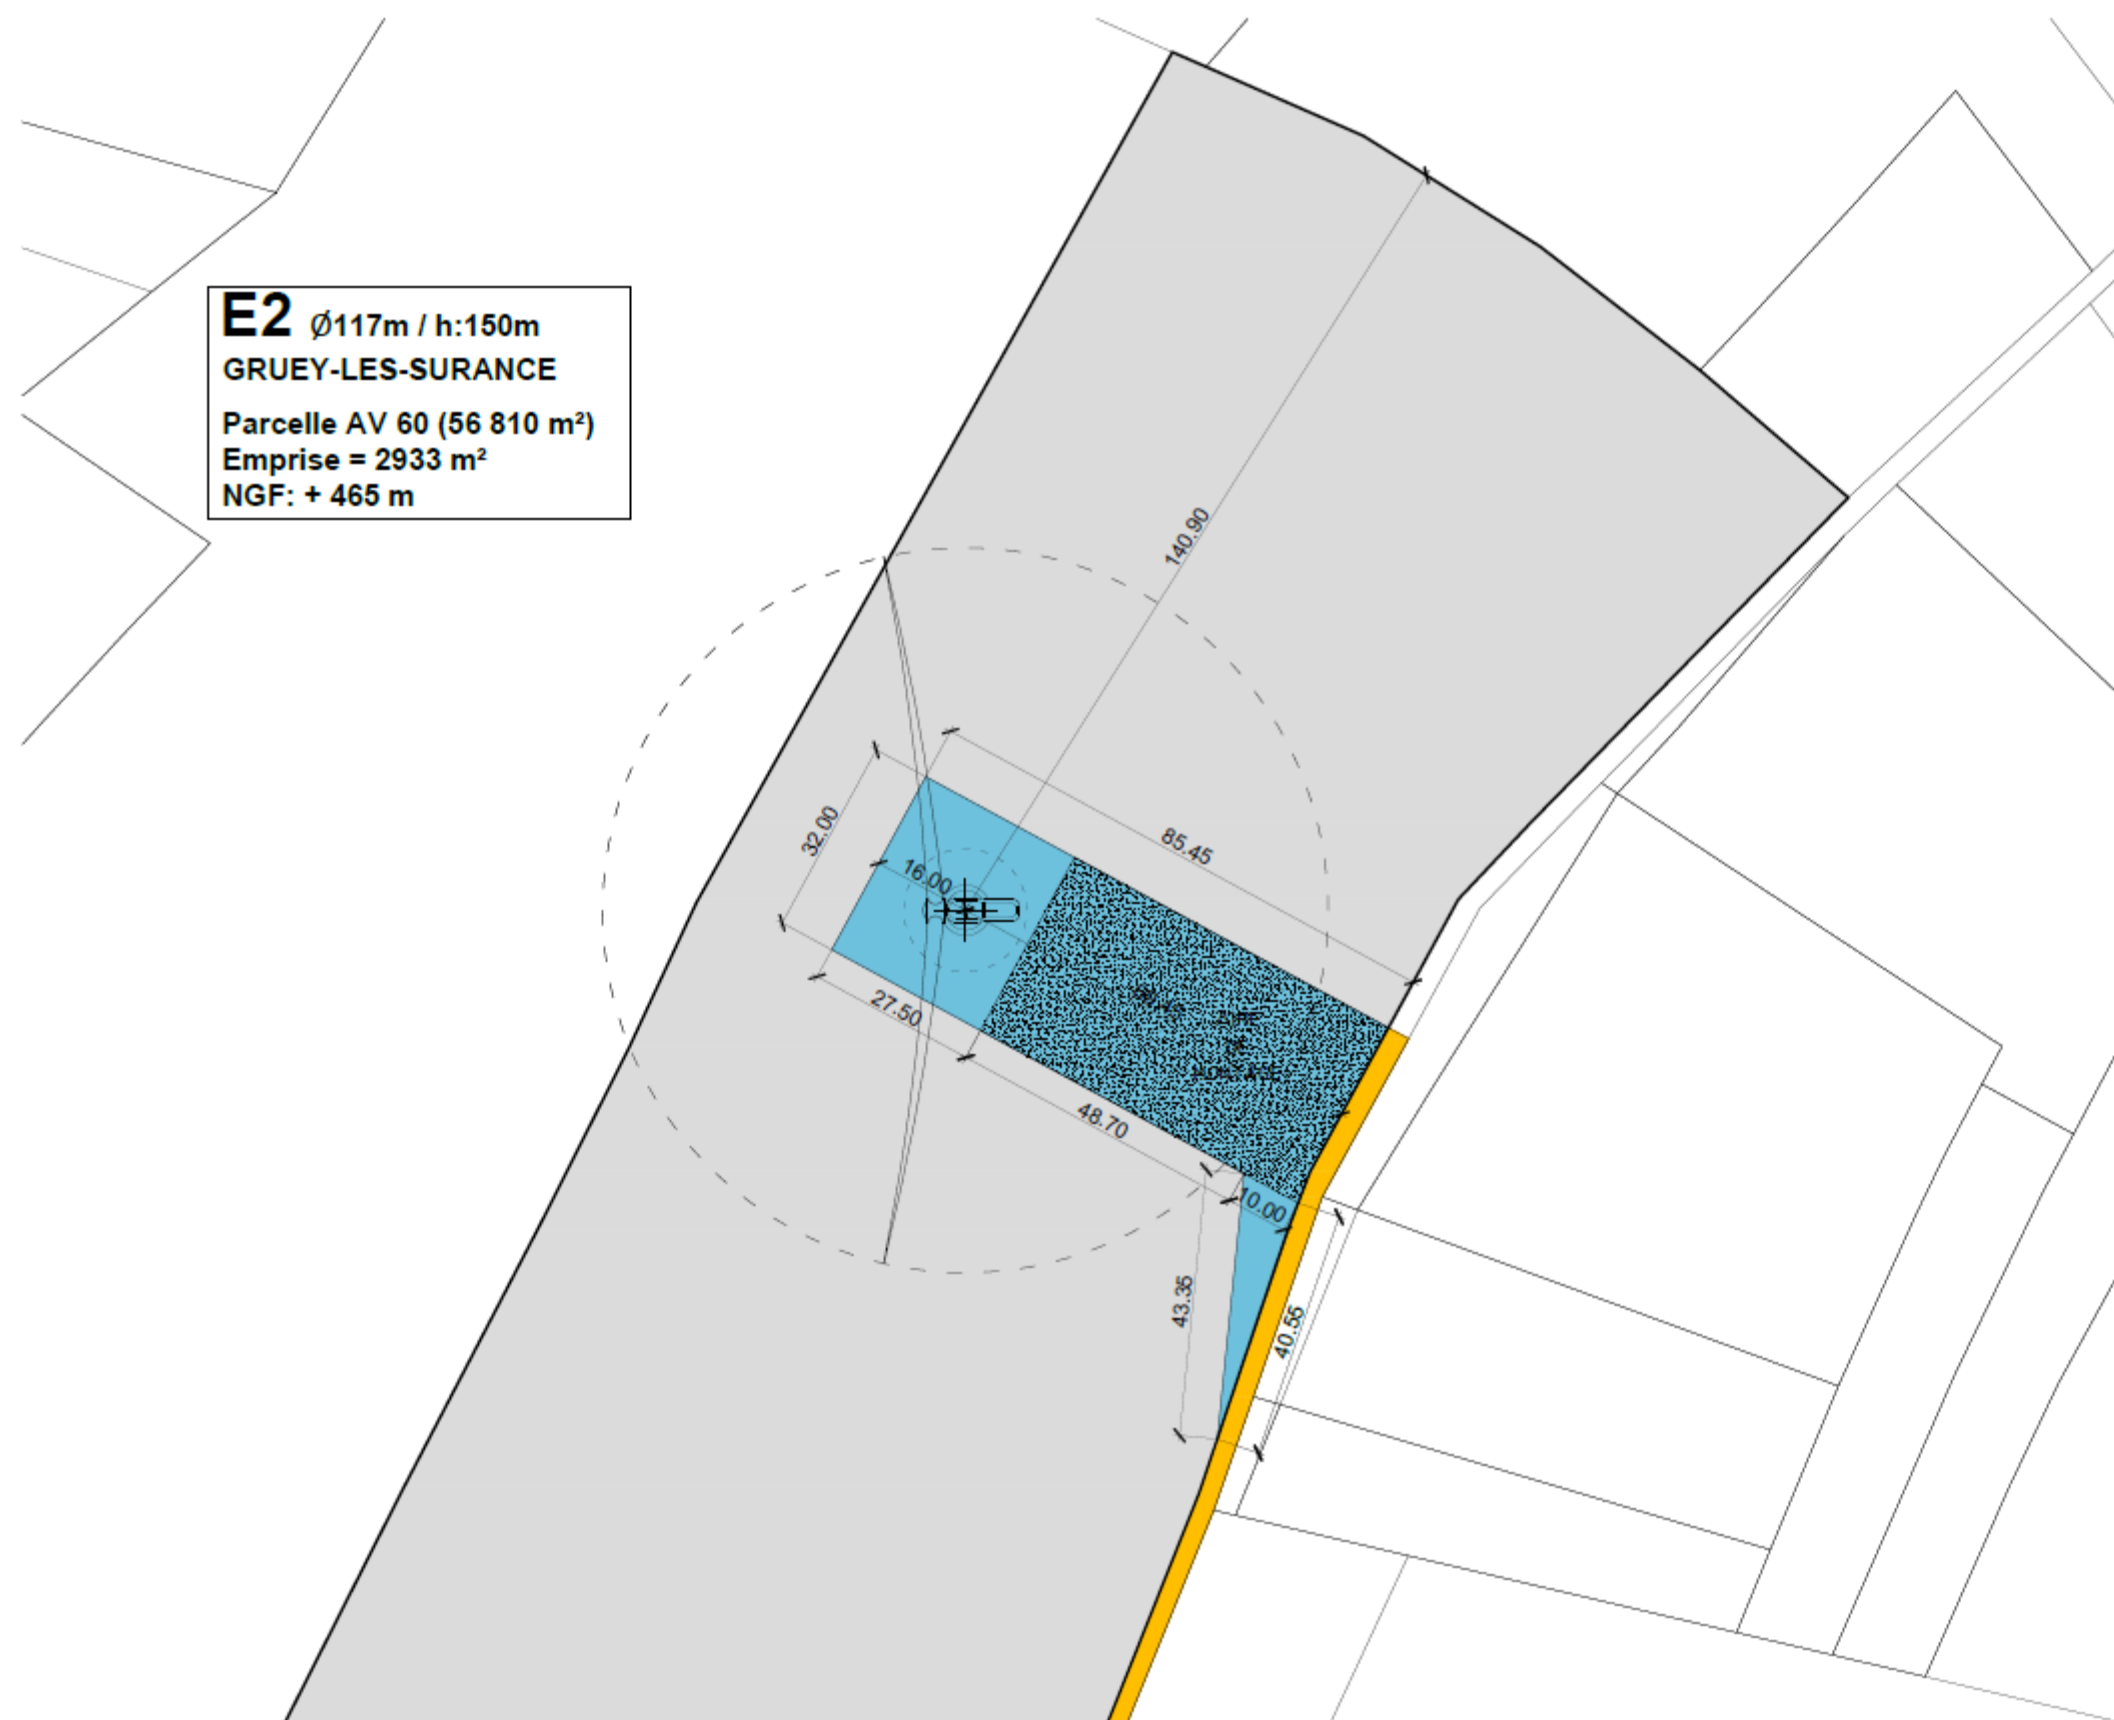 E2 Ø117m / h:150m
GRUEY-LES-SURANCE
Parcelle AV 60 (56 810 m²)
Emprise = 2933 m²
NGF: + 465 m
140.90
32.00
85.45
16.00
27.50
48.70
10.00
43.35
40.55